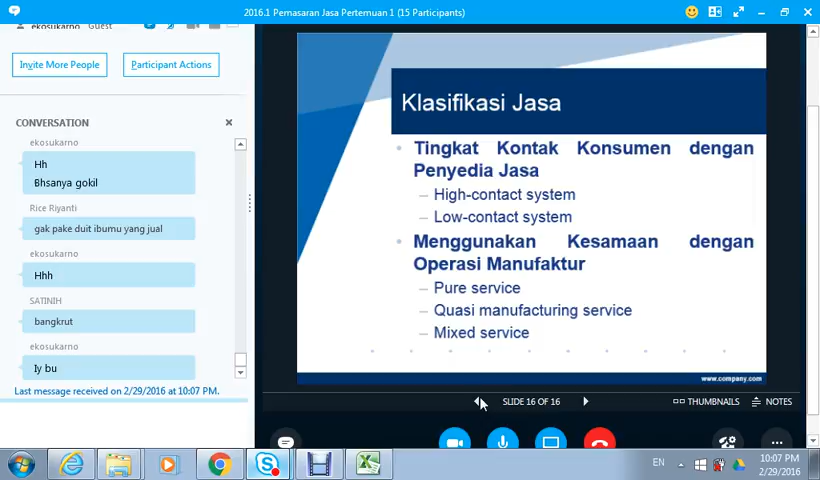 2016.1 Pemasaran Jasa Pertemuan 1 (15 Participants)
ekosukarno Guest
Invite More People
Participant Actions
CONVERSATION
ekosukarno
Hh
Bhsanya gokil
Rice Riyanti
gak pake duit ibumu yang jual
ekosukarno
Hhh
SATINIH
bangkrut
ekosukarno
Iy bu
Last message received on 2/29/2016 at 10:07 PM.
Klasifikasi Jasa
Tingkat Kontak Konsumen dengan
Penyedia Jasa
– High-contact system
– Low-contact system
Menggunakan Kesamaan dengan
Operasi Manufaktur
– Pure service
– Quasi manufacturing service
– Mixed service
www.company.com
SLIDE 16 OF 16
THUMBNAILS
NOTES
EN
10:07 PM
2/29/2016